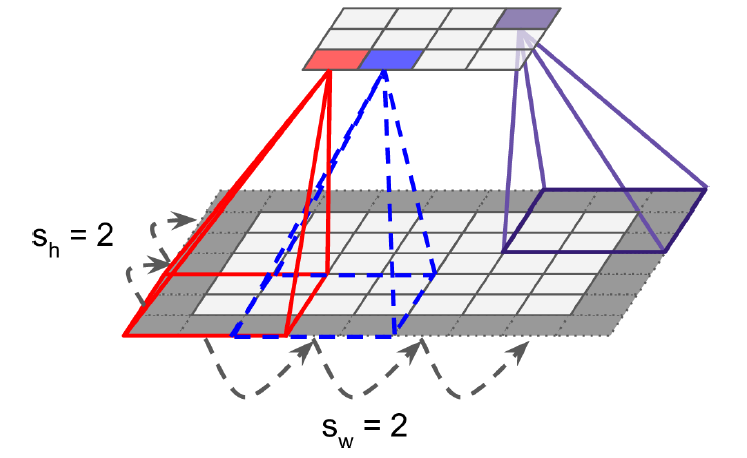 s_h = 2
s_w = 2